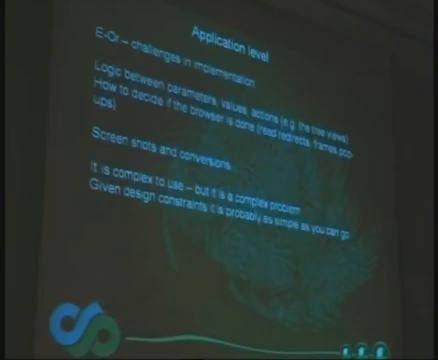 Application level
E-Or – challenges in implementation
Logic between parameters, values, actions (e.g. the tree views)
How to decide if the browser is done (read redirects, frames, pop-
ups)
Screen shots and conversions...
It is complex to use – but it is a complex problem
Given design constraints it is probably as simple as you can go